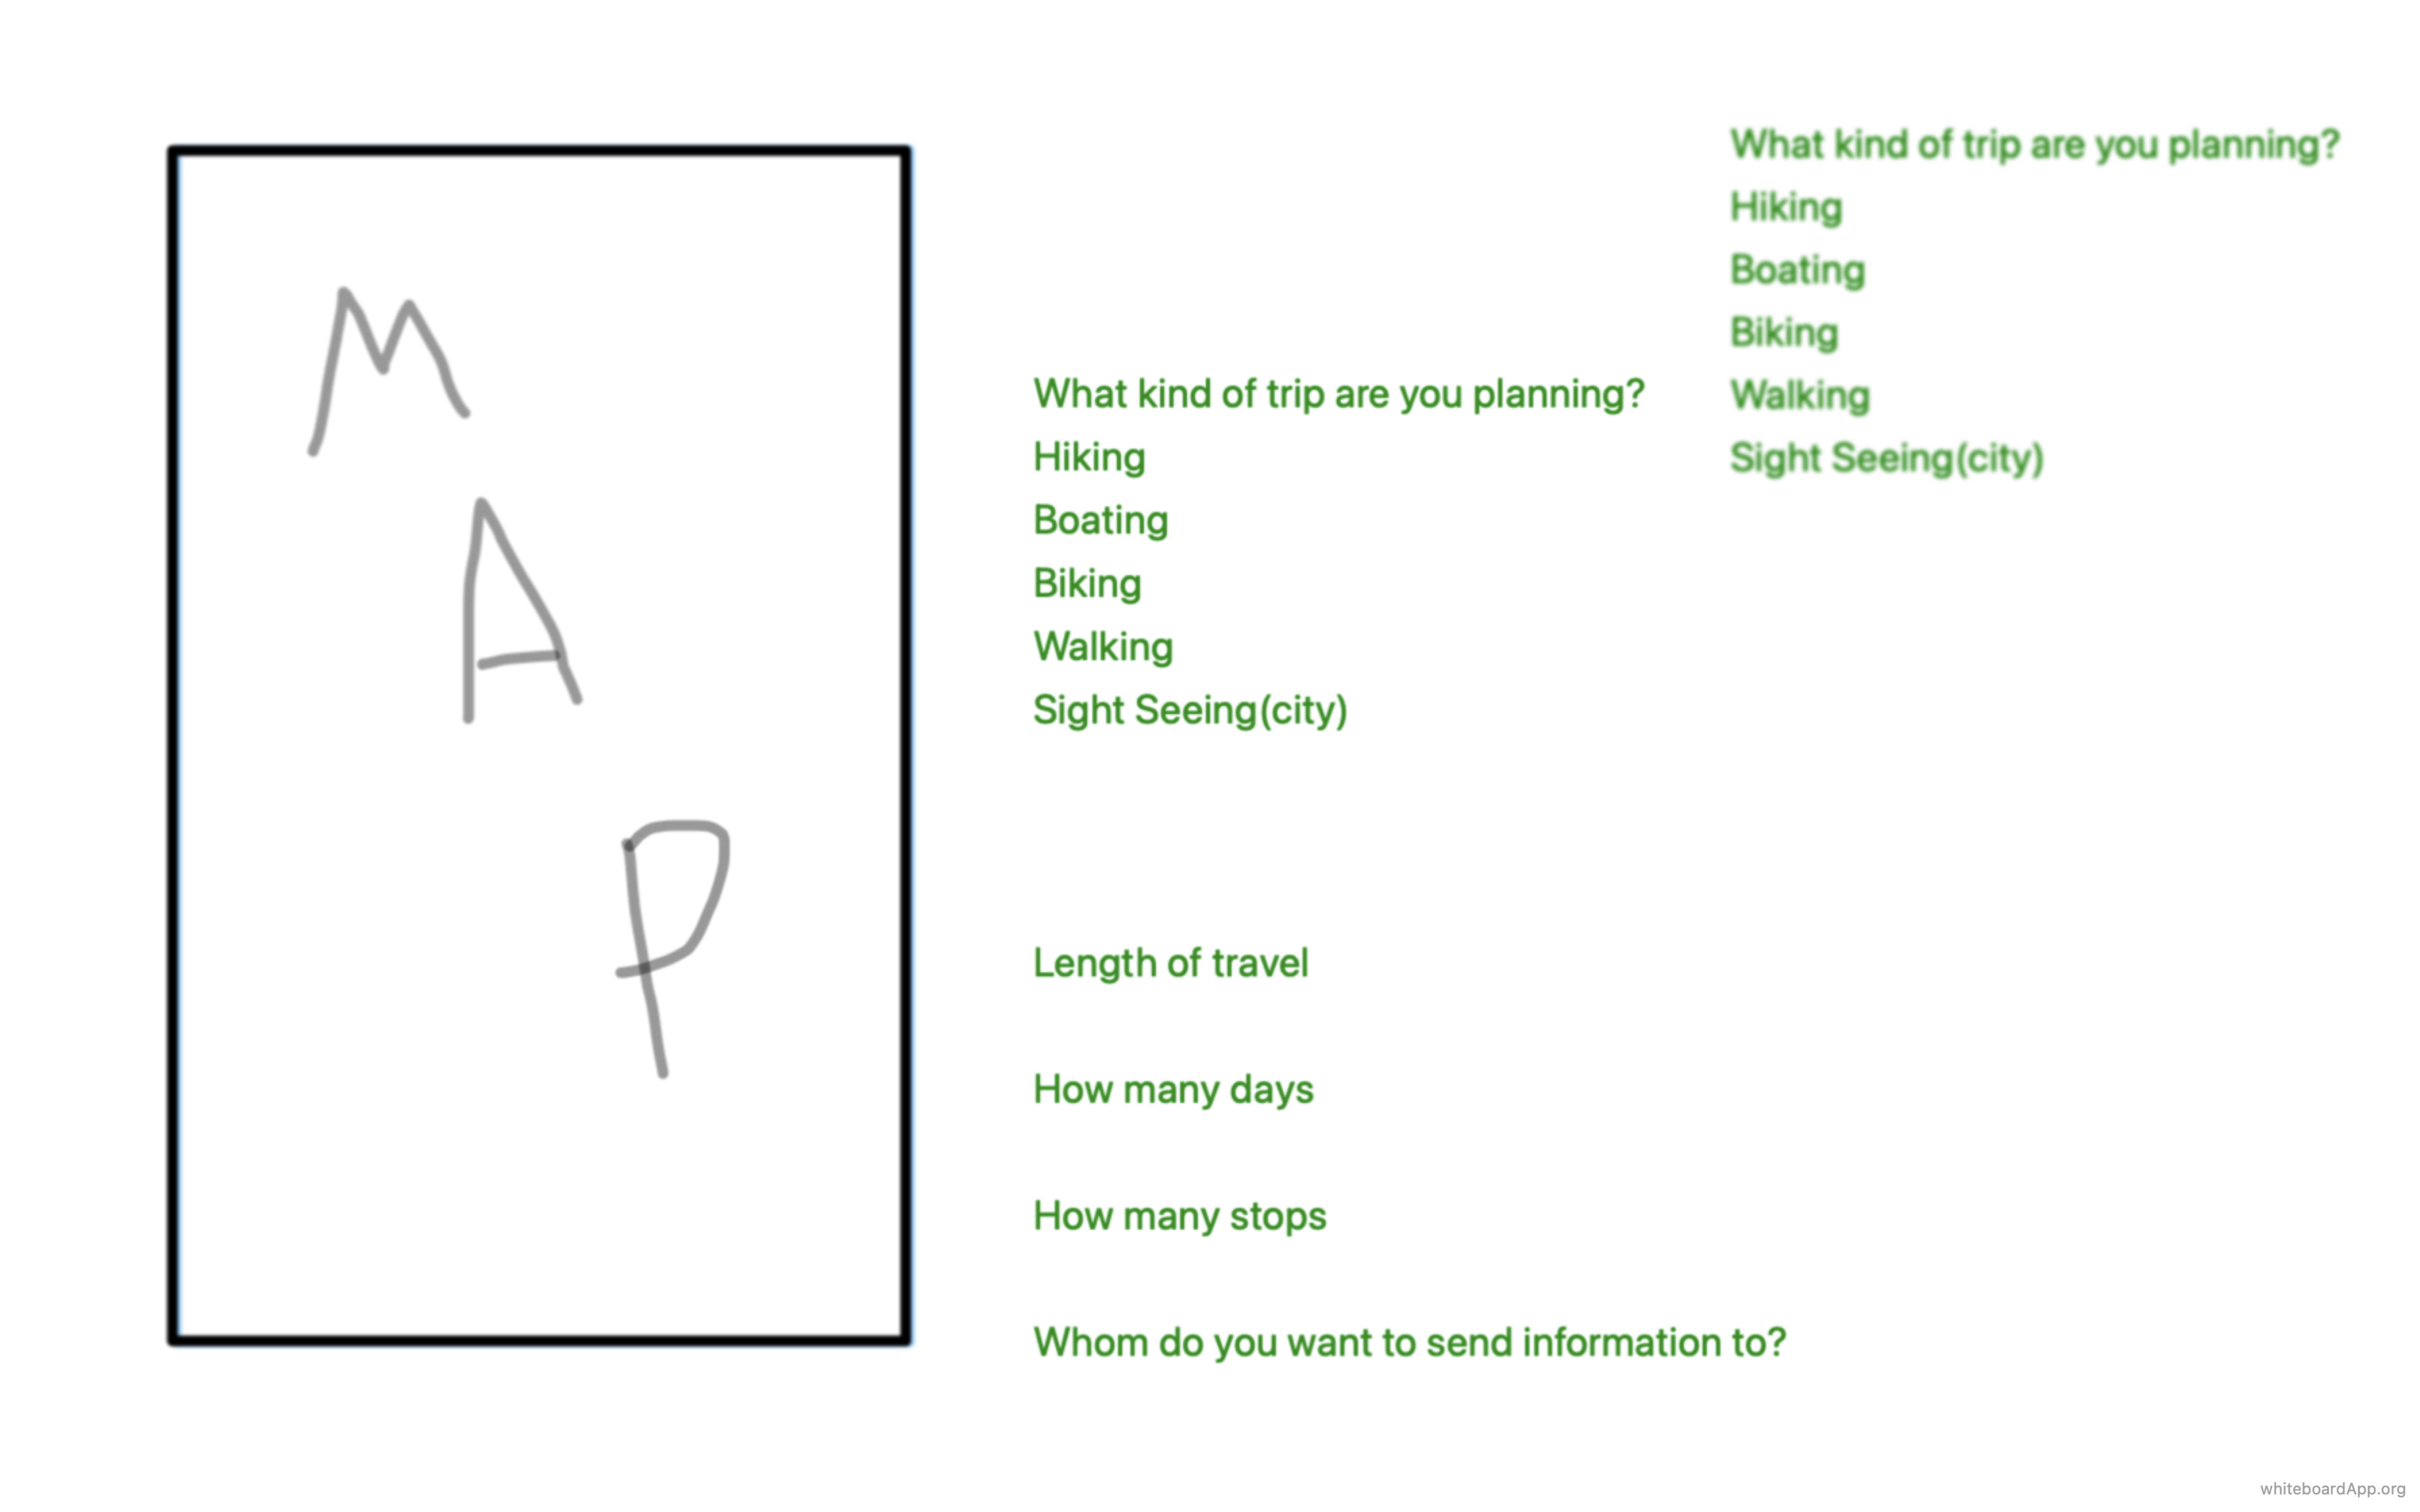 M
A
P
What kind of trip are you planning?
Hiking
Boating
Biking
Walking
Sight Seeing(city)
Length of travel
How many days
How many stops
Whom do you want to send information to?
What kind of trip are you planning?
Hiking
Boating
Biking
Walking
Sight Seeing(city)
whiteboardApp.org